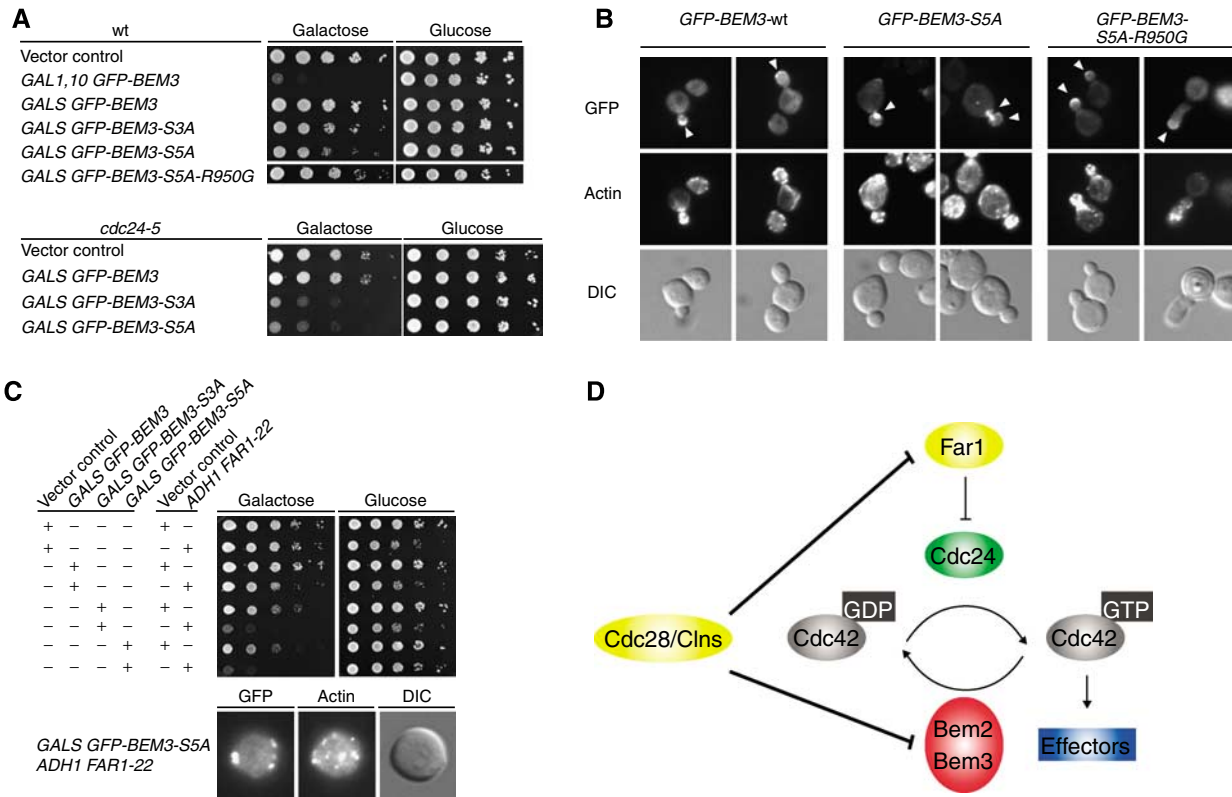 A
wt
Galactose
Glucose
Vector control
GAL1,10 GFP-BEM3
GALS GFP-BEM3
GALS GFP-BEM3-S3A
GALS GFP-BEM3-S5A
GALS GFP-BEM3-S5A-R950G
cdc24-5
Galactose
Glucose
Vector control
GALS GFP-BEM3
GALS GFP-BEM3-S3A
GALS GFP-BEM3-S5A
B
GFP-BEM3-wt
GFP-BEM3-S5A
GFP-BEM3-
S5A-R950G
GFP
Actin
DIC
C
Vector control
GALS GFP-BEM3
GALS GFP-BEM3-S3A
GALS GFP-BEM3-S5A
Vector control
ADH1 FAR1-22
Galactose
Glucose
+ – – – + –
+ – – – – +
– + – – + –
– + – – – +
– – + – + –
– – + – – +
– – – + + –
– – – + – +
GFP
Actin
DIC
GALS GFP-BEM3-S5A
ADH1 FAR1-22
D
Far1
Cdc24
GDP
GTP
Cdc28/Clns
Cdc42
Cdc42
Bem2
Bem3
Effectors